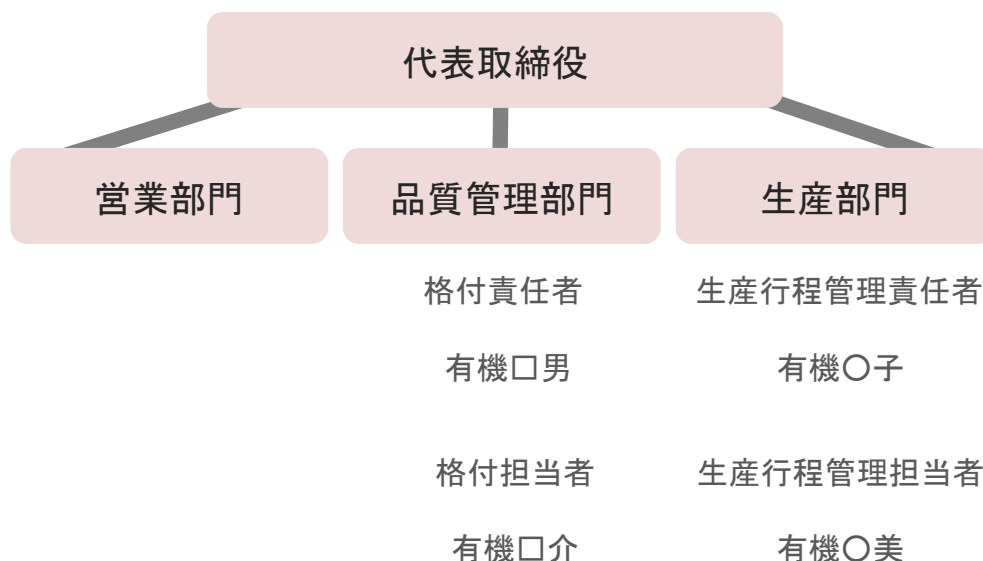 代表取締役
営業部門
品質管理部門
生産部門
格付責任者
生産行程管理責任者
有機□男
有機〇子
格付担当者
生産行程管理担当者
有機□介
有機〇美